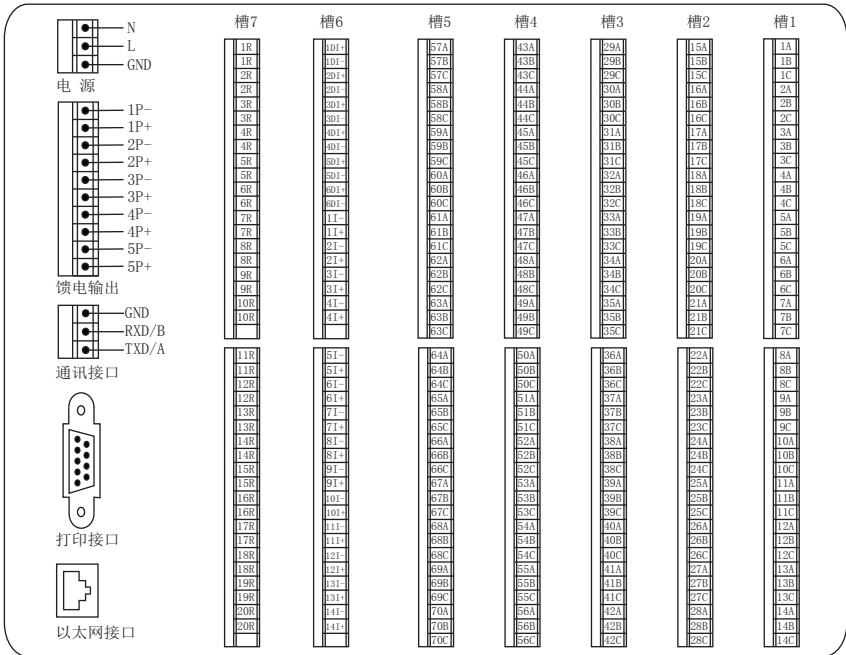 N
L
GND
电 源
1P-
1P+
2P-
2P+
3P-
3P+
4P-
4P+
5P-
5P+
馈电输出
GND
RXD/B
TXD/A
通讯接口
打印接口
以太网接口
槽7 槽6 槽5 槽4 槽3 槽2 槽1
1R 1DI+ 57A 43A 29A 15A 1A
1R 1DI- 57B 43B 29B 15B 1B
2R 2DI+ 57C 43C 29C 15C 1C
2R 2DI- 58A 44A 30A 16A 2A
3R 3DI+ 58B 44B 30B 16B 2B
3R 3DI- 58C 44C 30C 16C 2C
4R 4DI+ 59A 45A 31A 17A 3A
4R 4DI- 59B 45B 31B 17B 3B
5R 5DI+ 59C 45C 31C 17C 3C
5R 5DI- 60A 46A 32A 18A 4A
6R 6DI+ 60B 46B 32B 18B 4B
6R 6DI- 60C 46C 32C 18C 4C
7R 1I- 61A 47A 33A 19A 5A
7R 1I+ 61B 47B 33B 19B 5B
8R 2I- 61C 47C 33C 19C 5C
8R 2I+ 62A 48A 34A 20A 6A
9R 3I- 62B 48B 34B 20B 6B
9R 3I+ 62C 48C 34C 20C 6C
10R 4I- 63A 49A 35A 21A 7A
10R 4I+ 63B 49B 35B 21B 7B
63C 49C 35C 21C 7C
11R 5I- 64A 50A 36A 22A 8A
11R 5I+ 64B 50B 36B 22B 8B
12R 6I- 64C 50C 36C 22C 8C
12R 6I+ 65A 51A 37A 23A 9A
13R 7I- 65B 51B 37B 23B 9B
13R 7I+ 65C 51C 37C 23C 9C
14R 8I- 66A 52A 38A 24A 10A
14R 8I+ 66B 52B 38B 24B 10B
15R 9I- 66C 52C 38C 24C 10C
15R 9I+ 67A 53A 39A 25A 11A
16R 10I- 67B 53B 39B 25B 11B
16R 10I+ 67C 53C 39C 25C 11C
17R 11I- 68A 54A 40A 26A 12A
17R 11I+ 68B 54B 40B 26B 12B
18R 12I- 68C 54C 40C 26C 12C
18R 12I+ 69A 55A 41A 27A 13A
19R 13I- 69B 55B 41B 27B 13B
19R 13I+ 69C 55C 41C 27C 13C
20R 14I- 70A 56A 42A 28A 14A
20R 14I+ 70B 56B 42B 28B 14B
70C 56C 42C 28C 14C